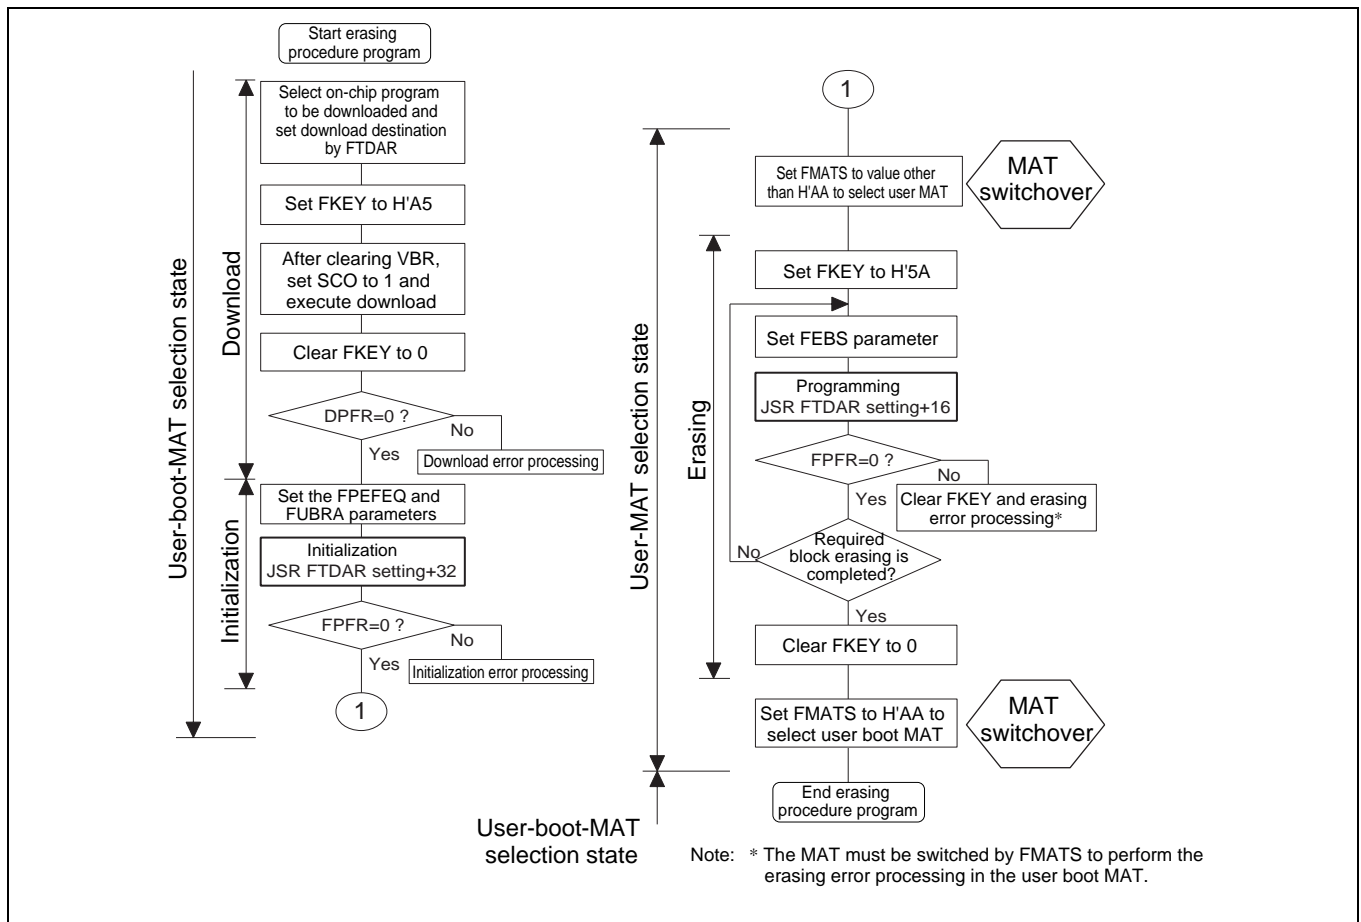 Start erasing
procedure program
User-boot-MAT selection state
Download
Select on-chip program
to be downloaded and
set download destination
by FTDAR
Set FKEY to H'A5
After clearing VBR,
set SCO to 1 and
execute download
Clear FKEY to 0
DPFR=0 ?
No
Yes
Download error processing
Initialization
Set the FPEFEQ and
FUBRA parameters
Initialization
JSR FTDAR setting+32
FPFR=0 ?
No
Yes
Initialization error processing
1
1
User-MAT selection state
Set FMATS to value other
than H'AA to select user MAT
MAT
switchover
Erasing
Set FKEY to H'5A
Set FEBS parameter
Programming
JSR FTDAR setting+16
FPFR=0 ?
No
Yes
Clear FKEY and erasing
error processing*
Required
block erasing is
completed?
No
Yes
Clear FKEY to 0
Set FMATS to H'AA to
select user boot MAT
MAT
switchover
End erasing
procedure program
User-boot-MAT
selection state
Note: * The MAT must be switched by FMATS to perform the
erasing error processing in the user boot MAT.